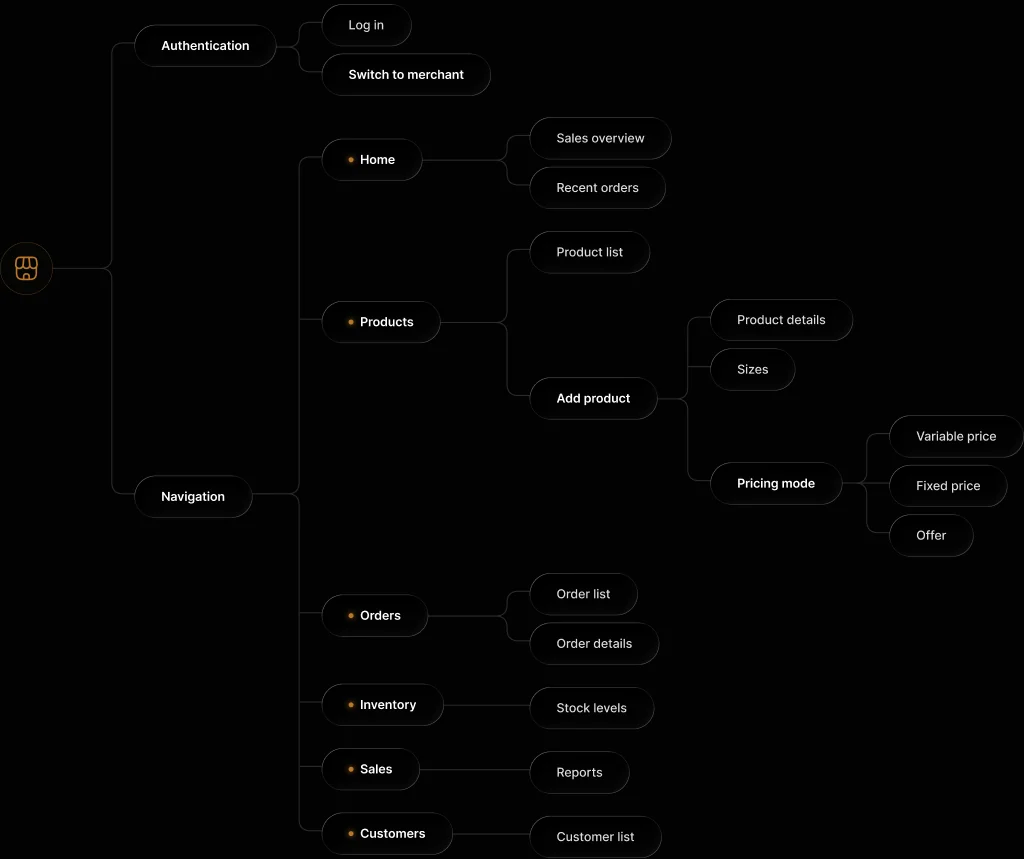 Log in
Authentication
Switch to merchant
Sales overview
Home
Recent orders
Product list
Product details
Products
Sizes
Add product
Variable price
Pricing mode
Fixed price
Navigation
Offer
Order list
Orders
Order details
Inventory
Stock levels
Sales
Reports
Customers
Customer list